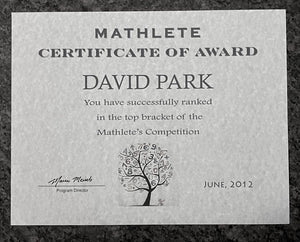 MATHLETE
CERTIFICATE OF AWARD
DAVID PARK
You have successfully ranked
in the top bracket of the
Mathlete's Competition
Program Director
JUNE, 2012